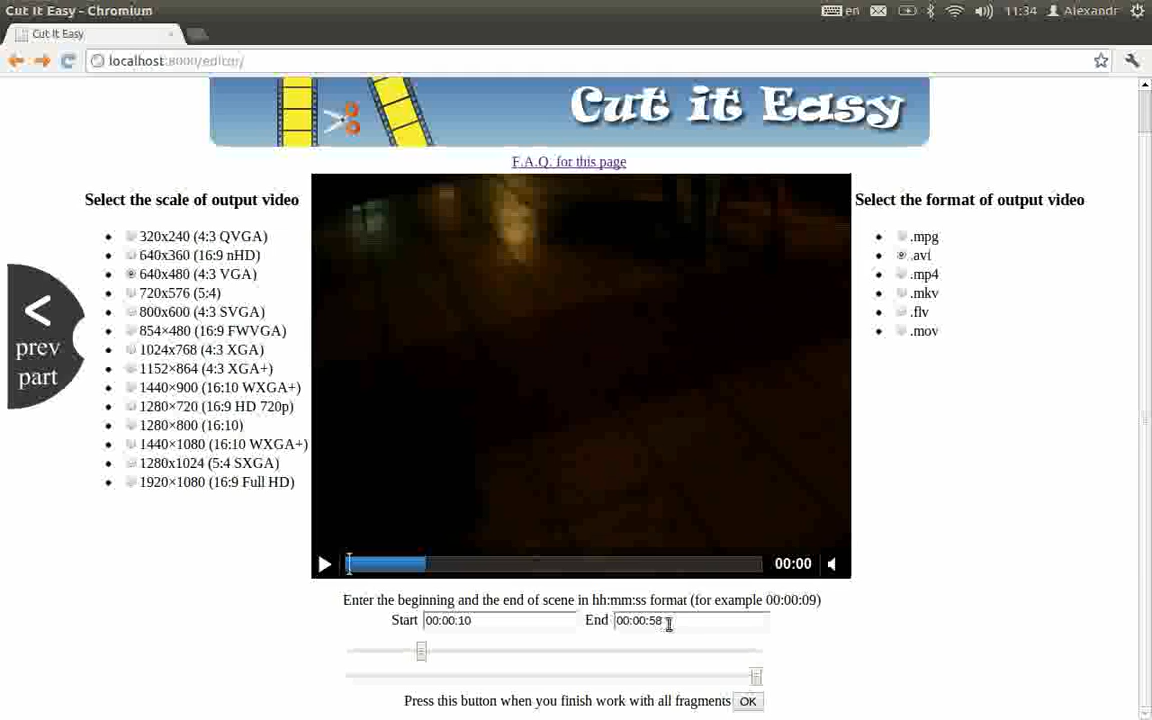 Cut It Easy - Chromium
en
11:34
Alexandr
Cut It Easy
localhost:8000/editor/
Cut it Easy
F.A.Q. for this page
Select the scale of output video
320x240 (4:3 QVGA)
640x360 (16:9 nHD)
640x480 (4:3 VGA)
720x576 (5:4)
800x600 (4:3 SVGA)
854×480 (16:9 FWVGA)
1024x768 (4:3 XGA)
1152×864 (4:3 XGA+)
1440×900 (16:10 WXGA+)
1280×720 (16:9 HD 720p)
1280×800 (16:10)
1440×1080 (16:10 WXGA+)
1280x1024 (5:4 SXGA)
1920×1080 (16:9 Full HD)
<
prev
part
00:00
Select the format of output video
.mpg
.avi
.mp4
.mkv
.flv
.mov
Enter the beginning and the end of scene in hh:mm:ss format (for example 00:00:09)
Start 00:00:10 End 00:00:58
Press this button when you finish work with all fragments OK